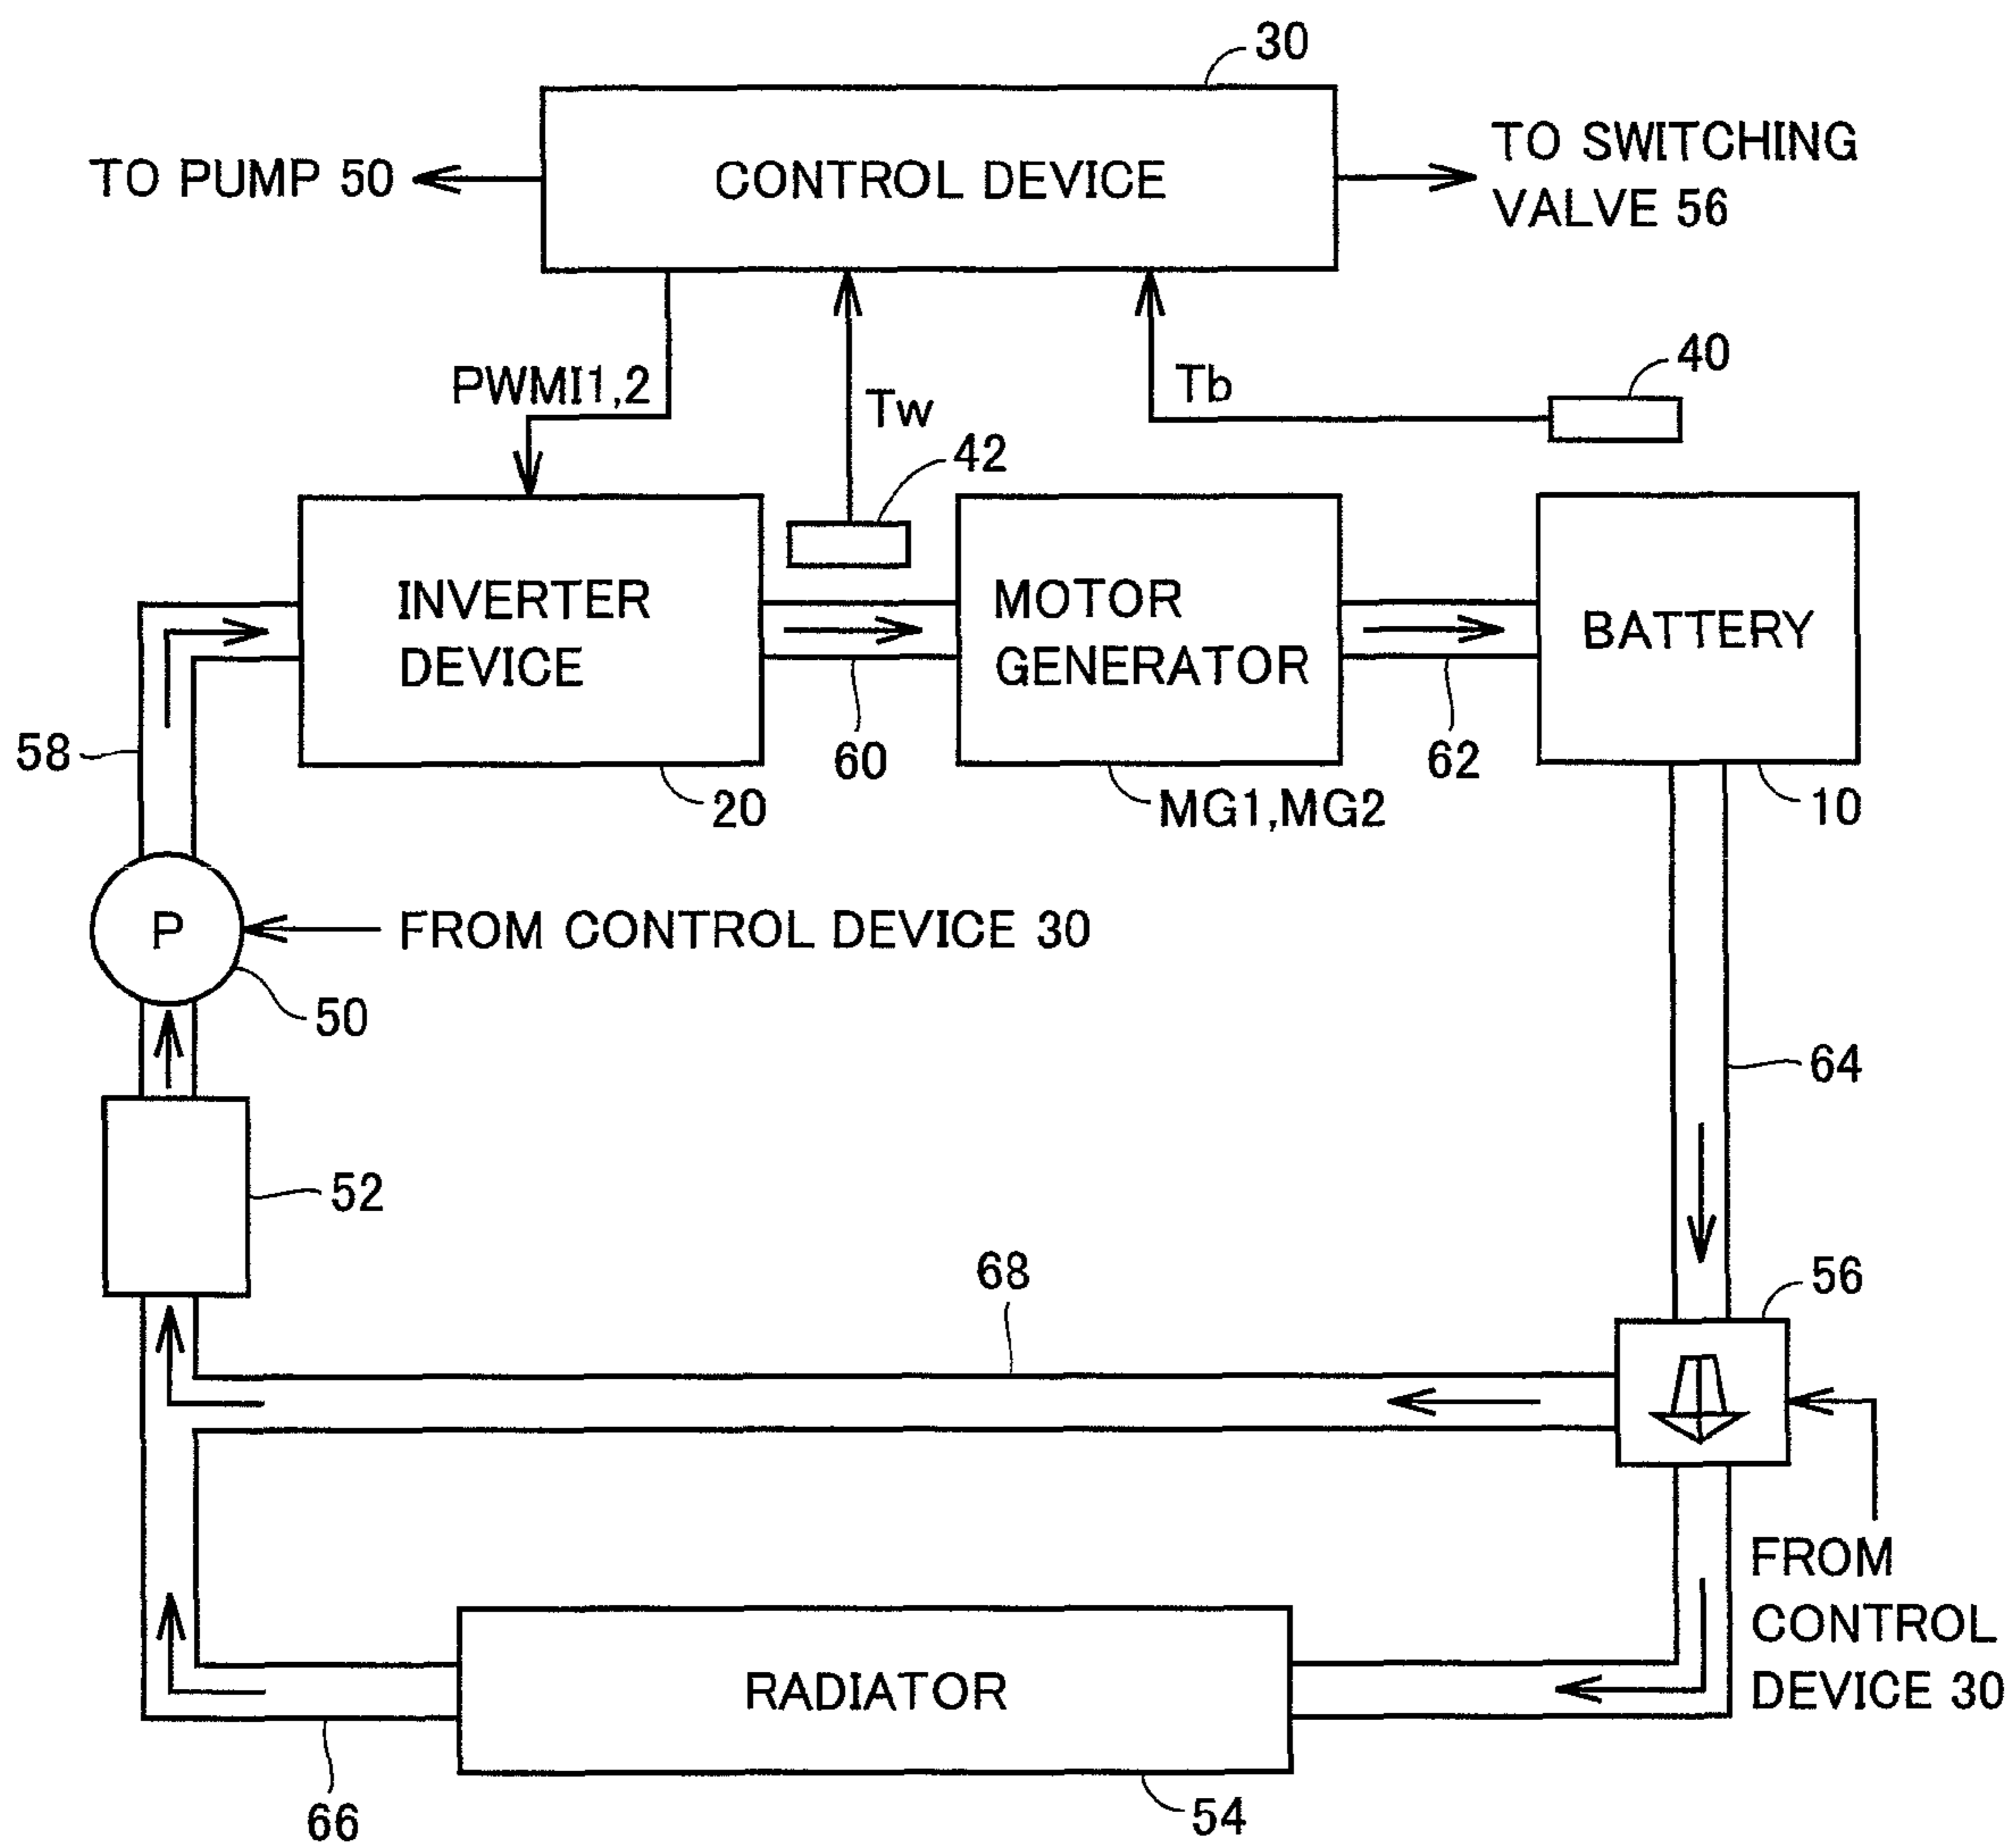 30
CONTROL DEVICE
TO PUMP 50
TO SWITCHING
VALVE 56
PWMI1,2
Tw
Tb
40
42
INVERTER
DEVICE
MOTOR
GENERATOR
BATTERY
58
60
62
20
MG1,MG2
10
P
FROM CONTROL DEVICE 30
50
64
52
68
56
FROM
CONTROL
DEVICE 30
RADIATOR
66
54